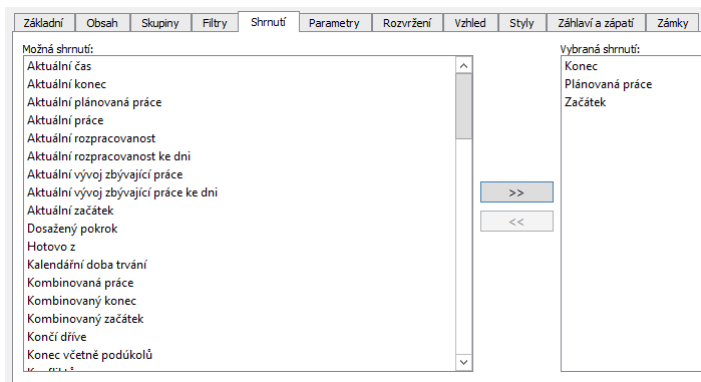 Základní Obsah Skupiny Filtry Shrnutí Parametry Rozvržení Vzhled Styly Záhlaví a zápatí Zámky
Možná shrnutí:
Aktuální čas
Aktuální konec
Aktuální plánovaná práce
Aktuální práce
Aktuální rozpracovanost
Aktuální rozpracovanost ke dni
Aktuální vývoj zbývající práce
Aktuální vývoj zbývající práce ke dni
Aktuální začátek
Dosažený pokrok
Hotovo z
Kalendářní doba trvání
Kombinovaná práce
Kombinovaný konec
Kombinovaný začátek
Končí dříve
Konec včetně podúkolů
>>
<<
Vybraná shrnutí:
Konec
Plánovaná práce
Začátek